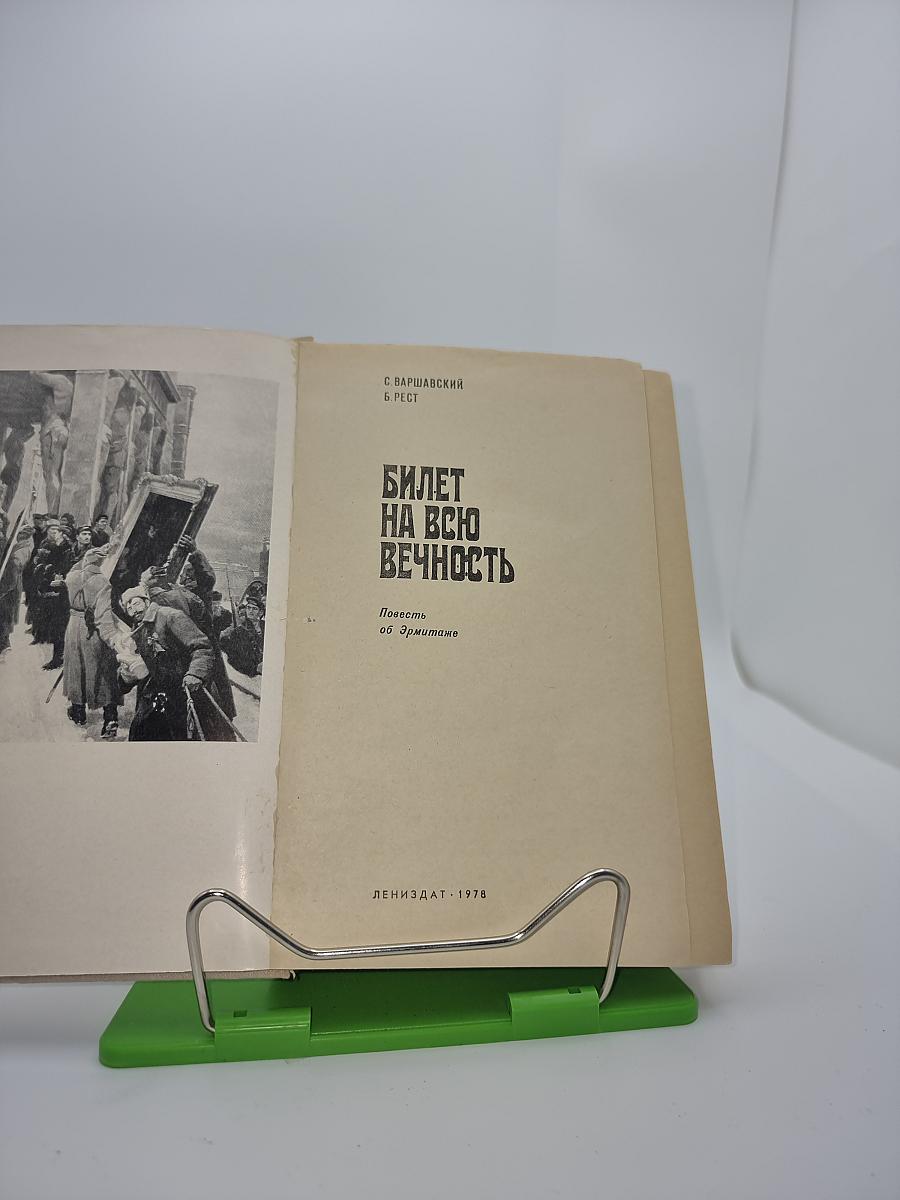 С. ВАРШАВСКИЙ
Б. РЕСТ
БИЛЕТ
НА ВСЮ
ВЕЧНОСТЬ
Повесть
об Эрмитаже
ЛЕНИЗДАТ · 1978